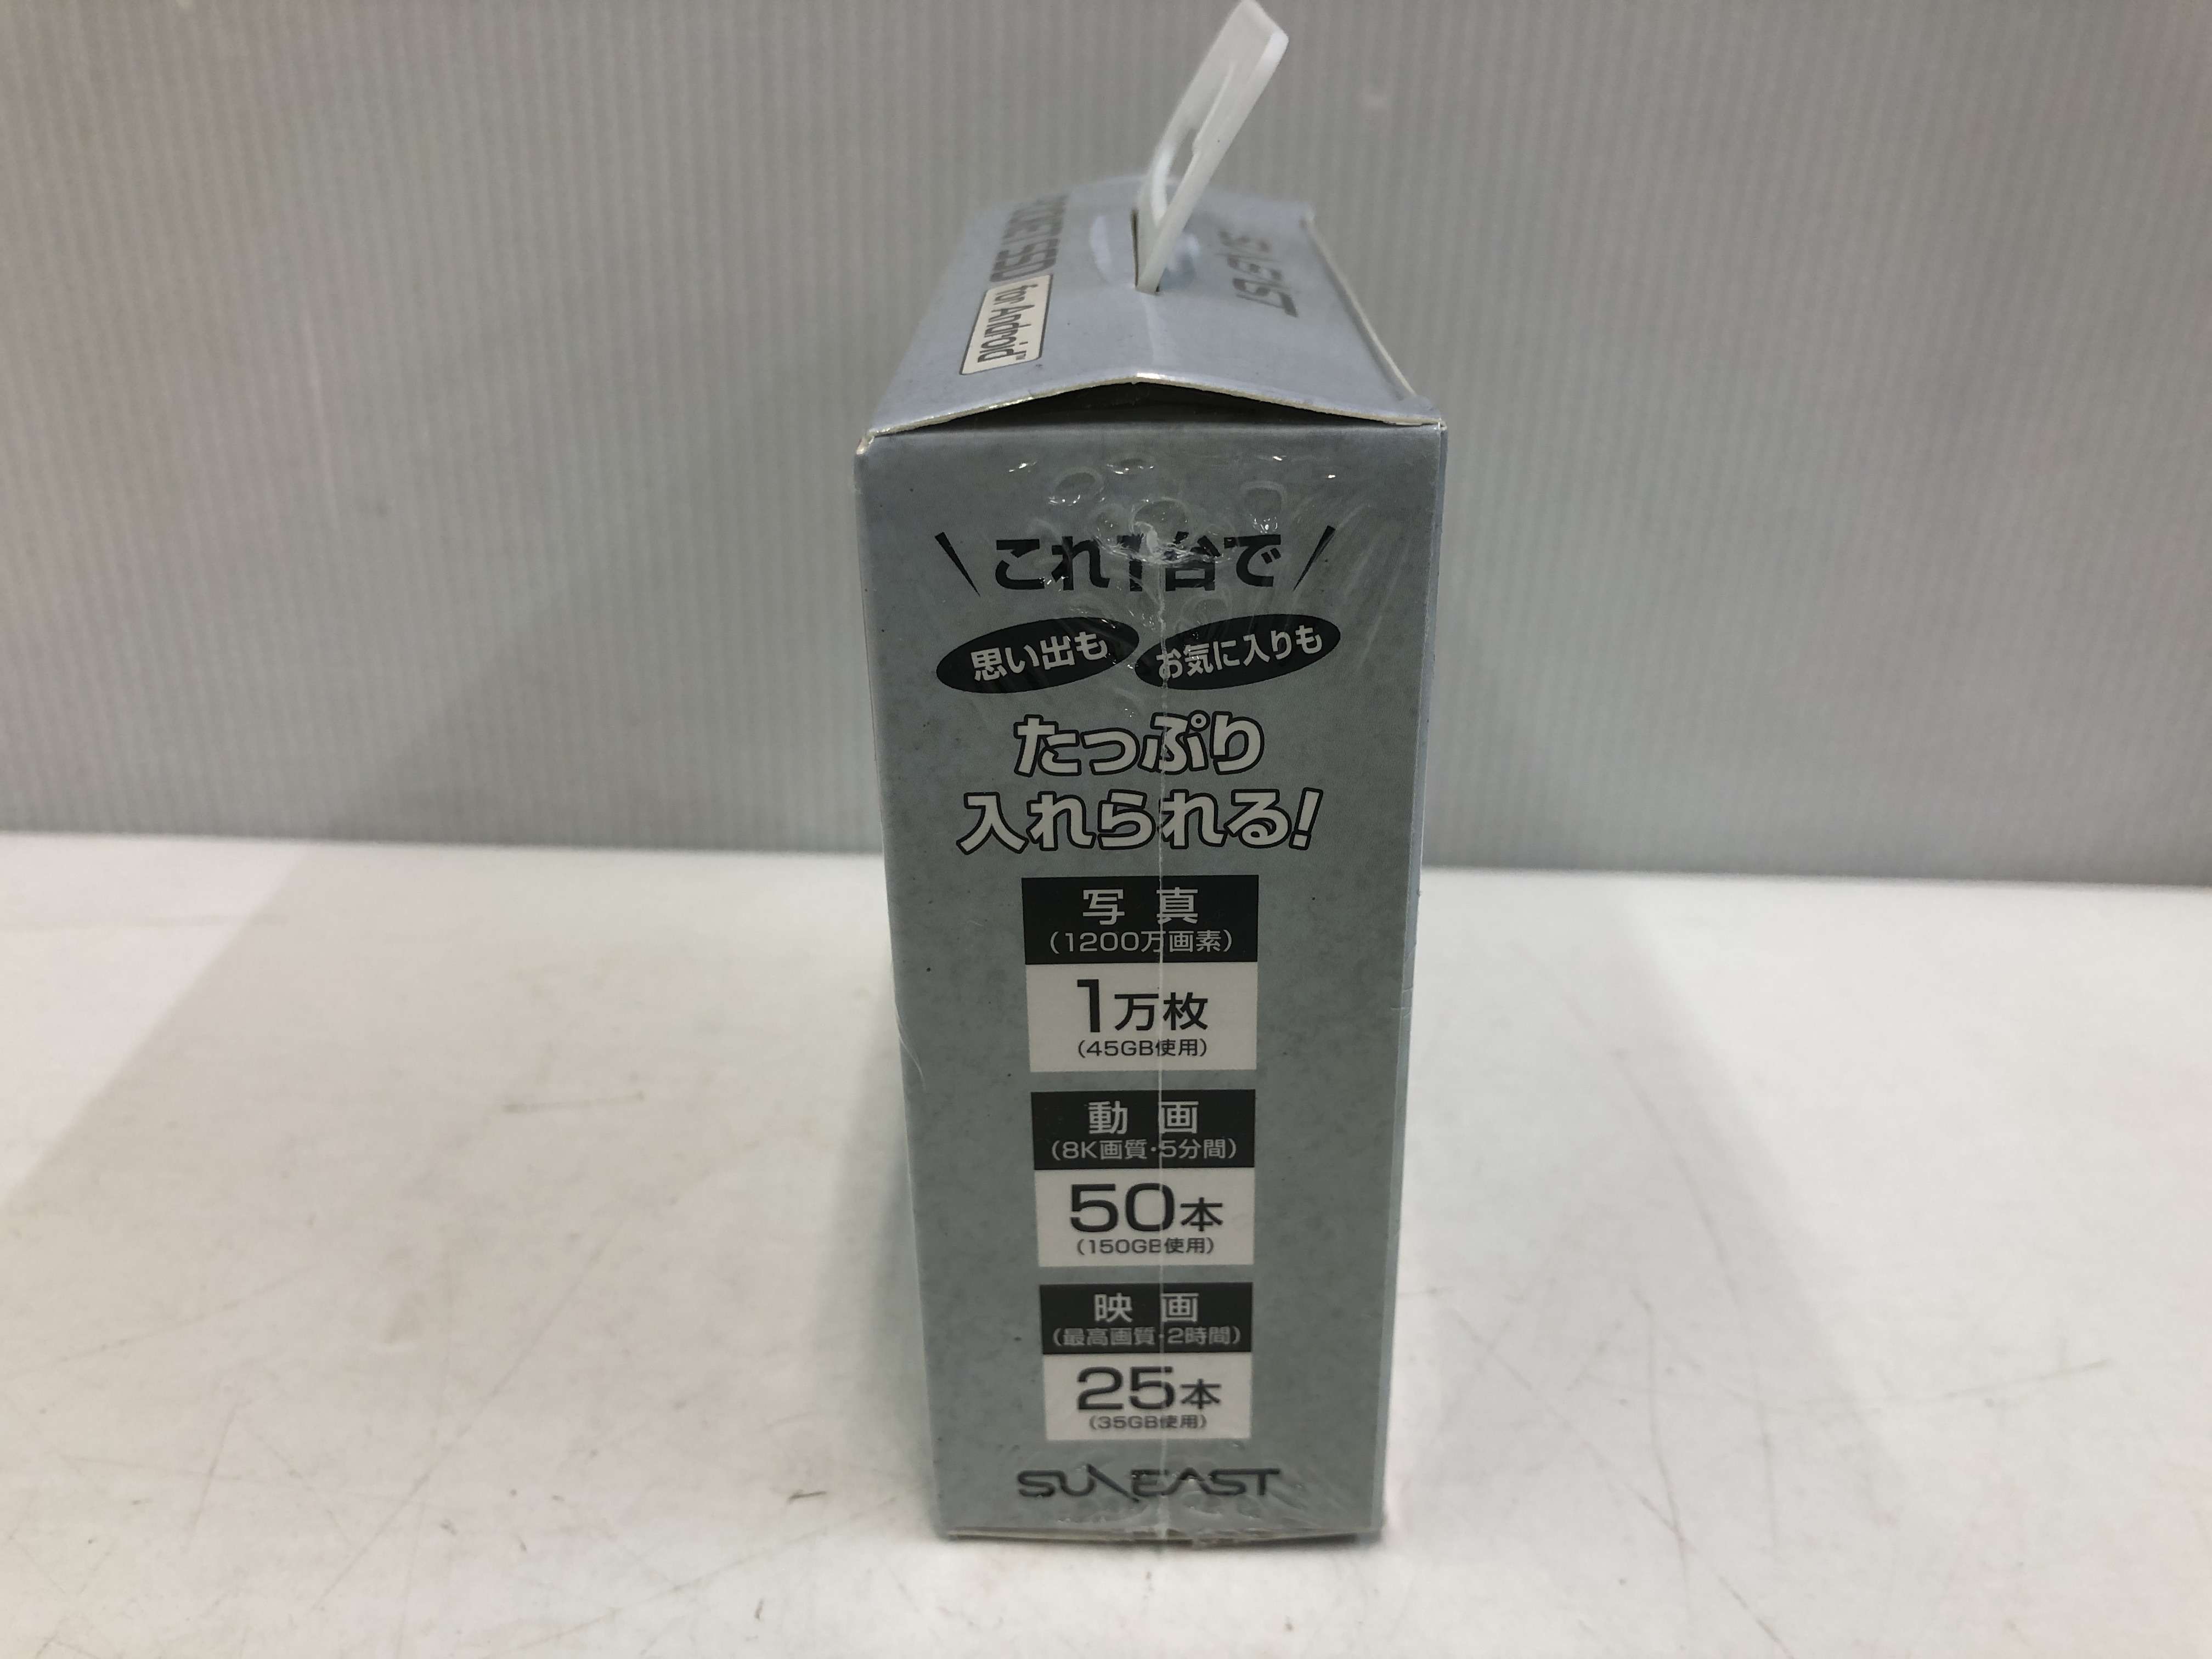 SSD
for Android™
\ これ1台で /
思い出も お気に入りも
たっぷり
入れられる!
写 真
(1200万画素)
1万枚
(45GB使用)
動 画
(8K画質・5分間)
50本
(150GB使用)
映 画
(最高画質・2時間)
25本
(35GB使用)
SUNEAST